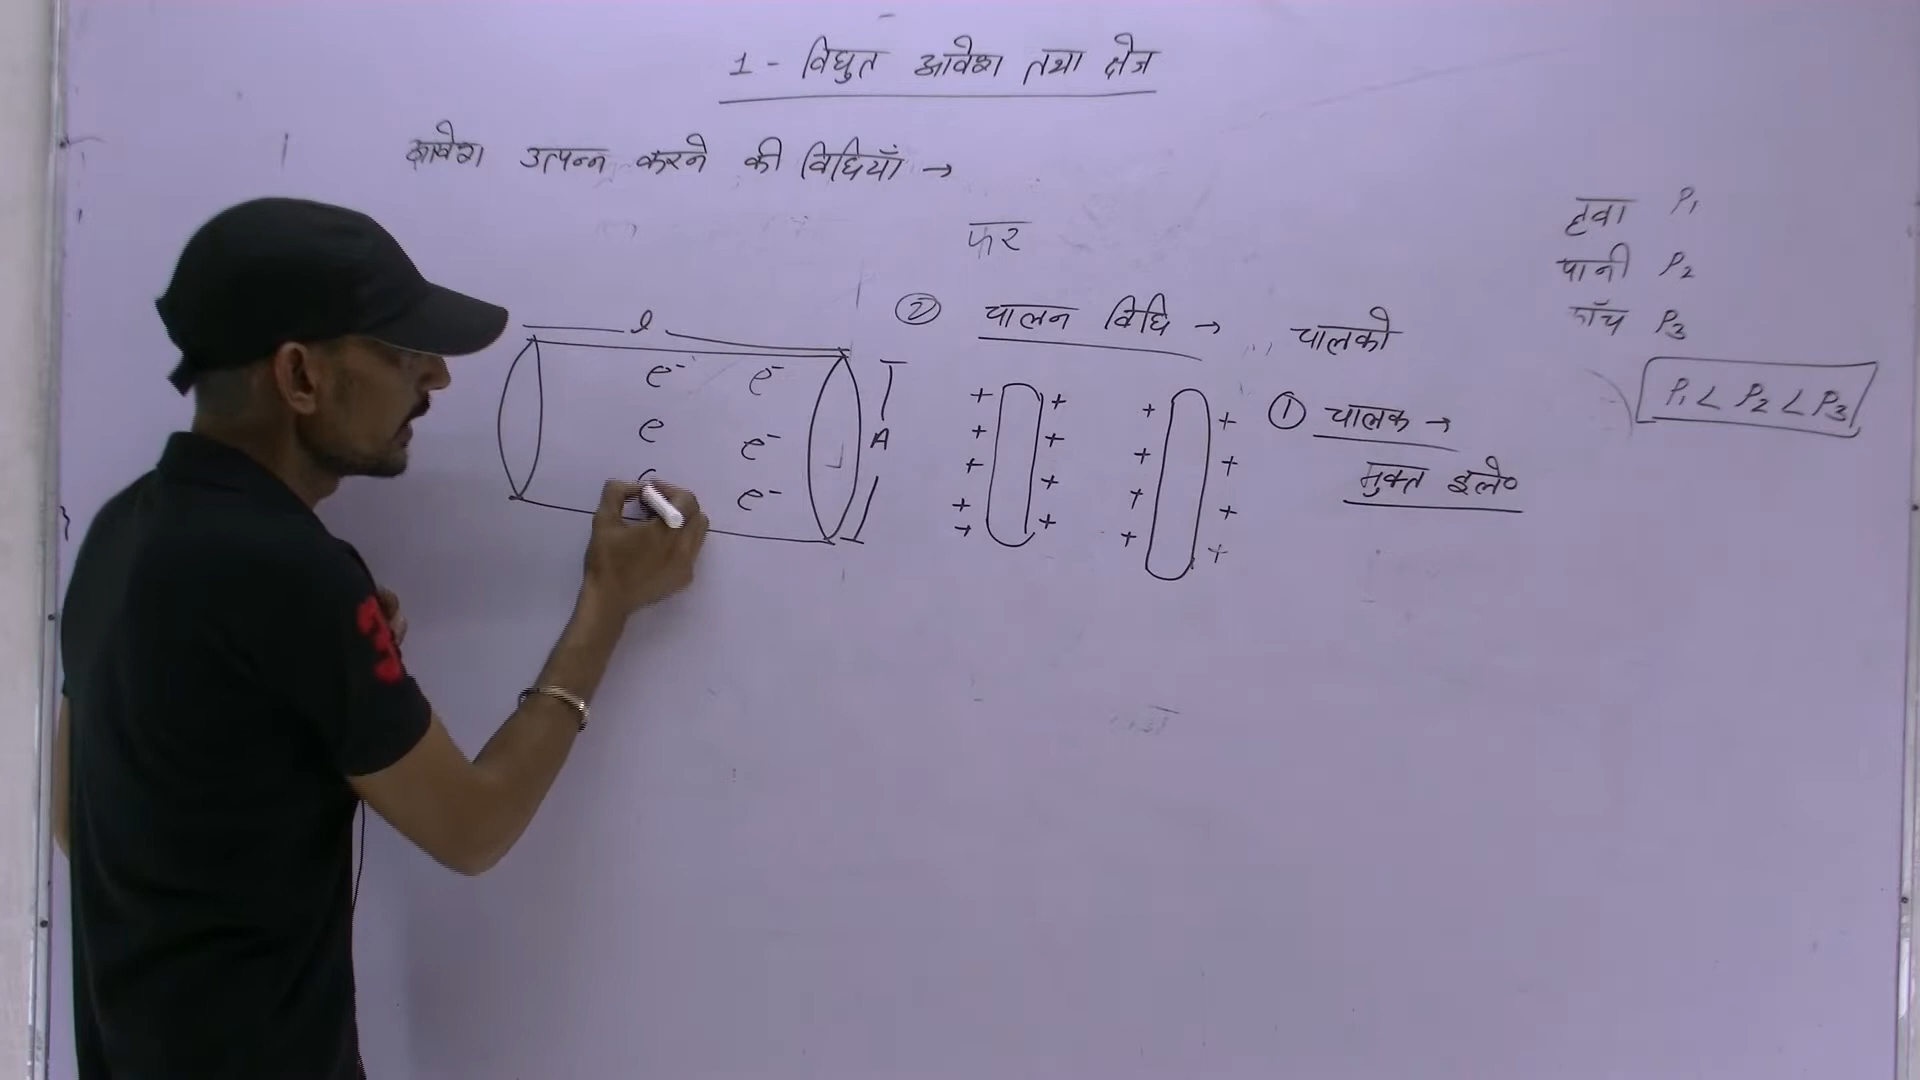 1 - विद्युत आवेश तथा क्षेत्र
आवेश उत्पन्न करने की विधियाँ →
फर
हवा P₁
पानी P₂
काँच P₃
P₁ < P₂ < P₃
② चालन विधि → चालको
① चालक →
मुक्त इले०
l
e⁻ e⁻
e e⁻
e⁻
A
+ + + +
+ + + +
+ + + +
+ + + +
+ +
3